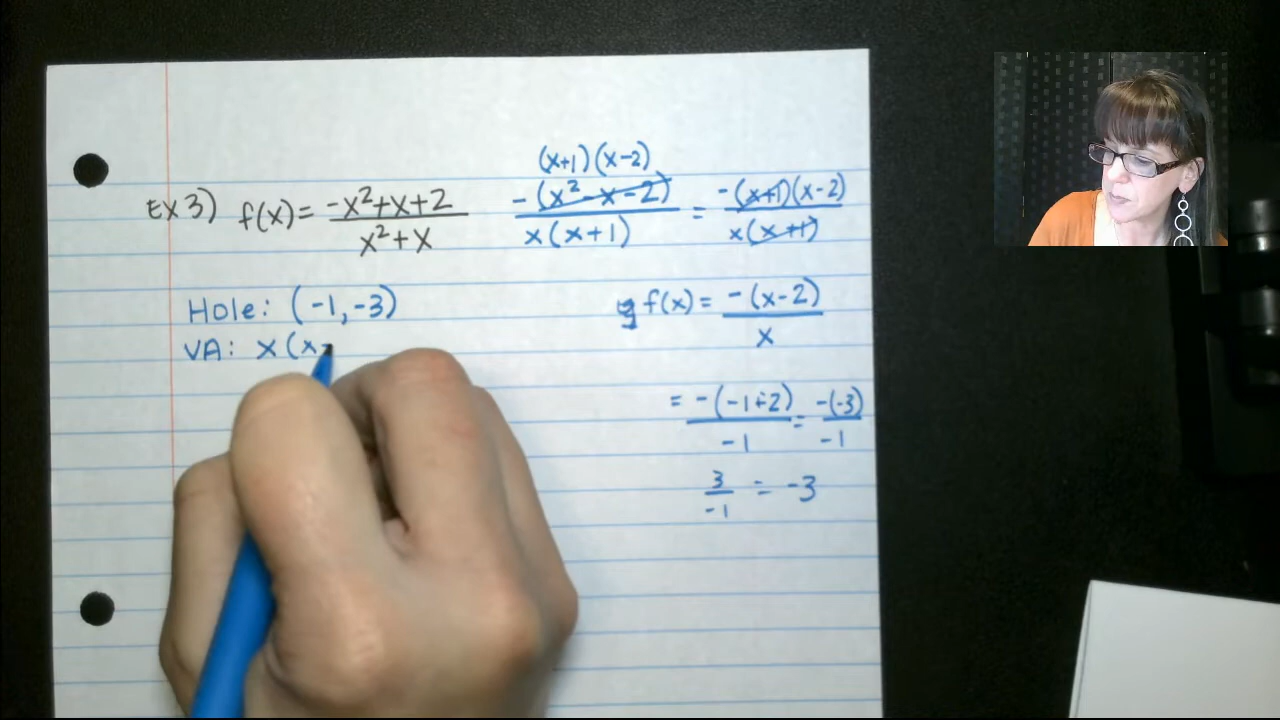 (x+1)(x-2)
Ex 3) f(x) = -x²+x+2 / x²+x   -(x²-x-2) / x(x+1) = -(x+1)(x-2) / x(x+1)
Hole: (-1,-3)   f(x) = -(x-2) / x
VA: x(x
= -(-1-2) / -1 = -(-3) / -1
3 / -1 = -3